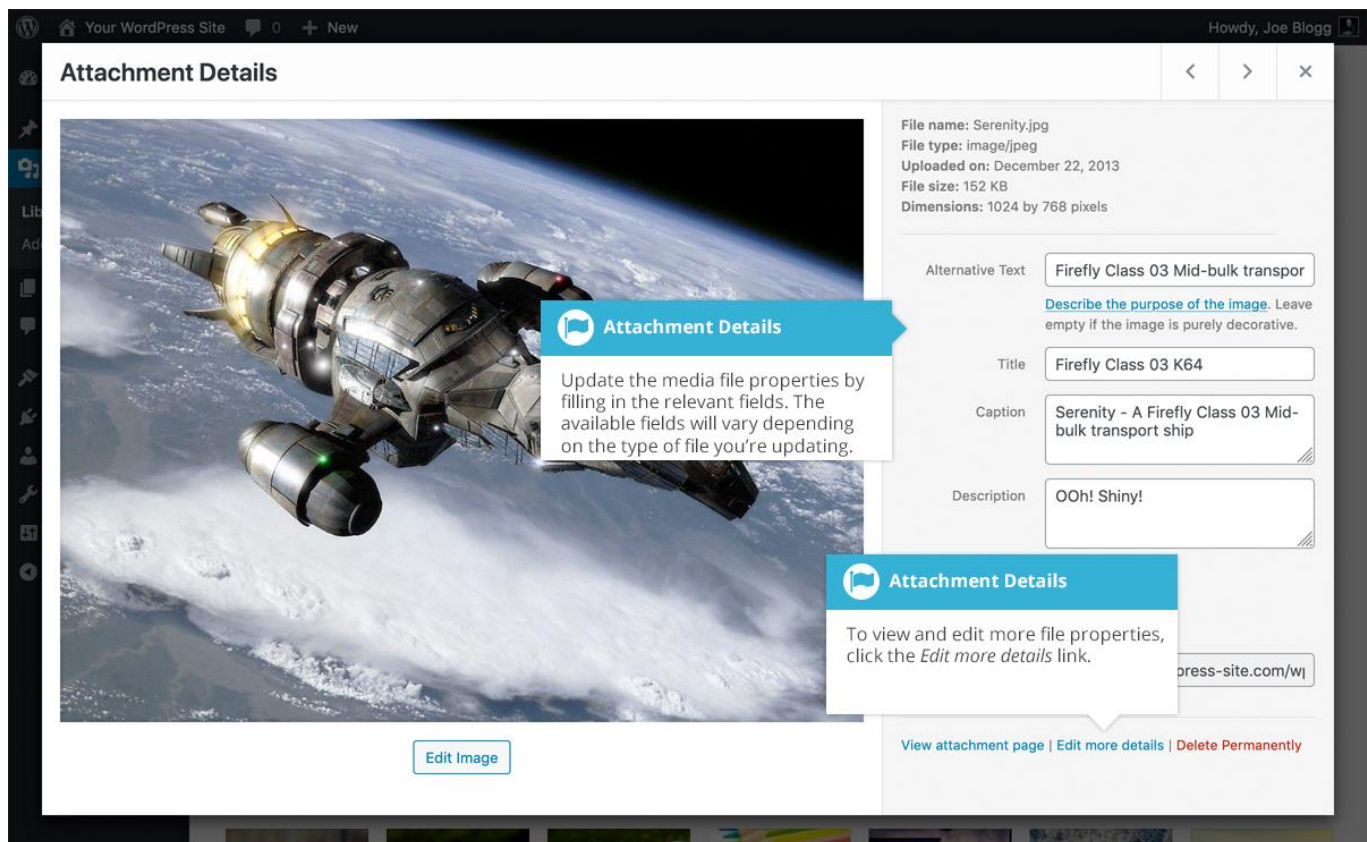 Your WordPress Site 0 + New Howdy, Joe Blogg
Attachment Details
File name: Serenity.jpg
File type: image/jpeg
Uploaded on: December 22, 2013
File size: 152 KB
Dimensions: 1024 by 768 pixels
Lib
Alternative Text Firefly Class 03 Mid-bulk transpor
Describe the purpose of the image. Leave
empty if the image is purely decorative.
Attachment Details
Update the media file properties by
filling in the relevant fields. The
available fields will vary depending
on the type of file you're updating.
Title Firefly Class 03 K64
Caption Serenity - A Firefly Class 03 Mid-
bulk transport ship
Description OOh! Shiny!
Attachment Details
To view and edit more file properties,
click the Edit more details link.
press-site.com/w
View attachment page | Edit more details | Delete Permanently
Edit Image